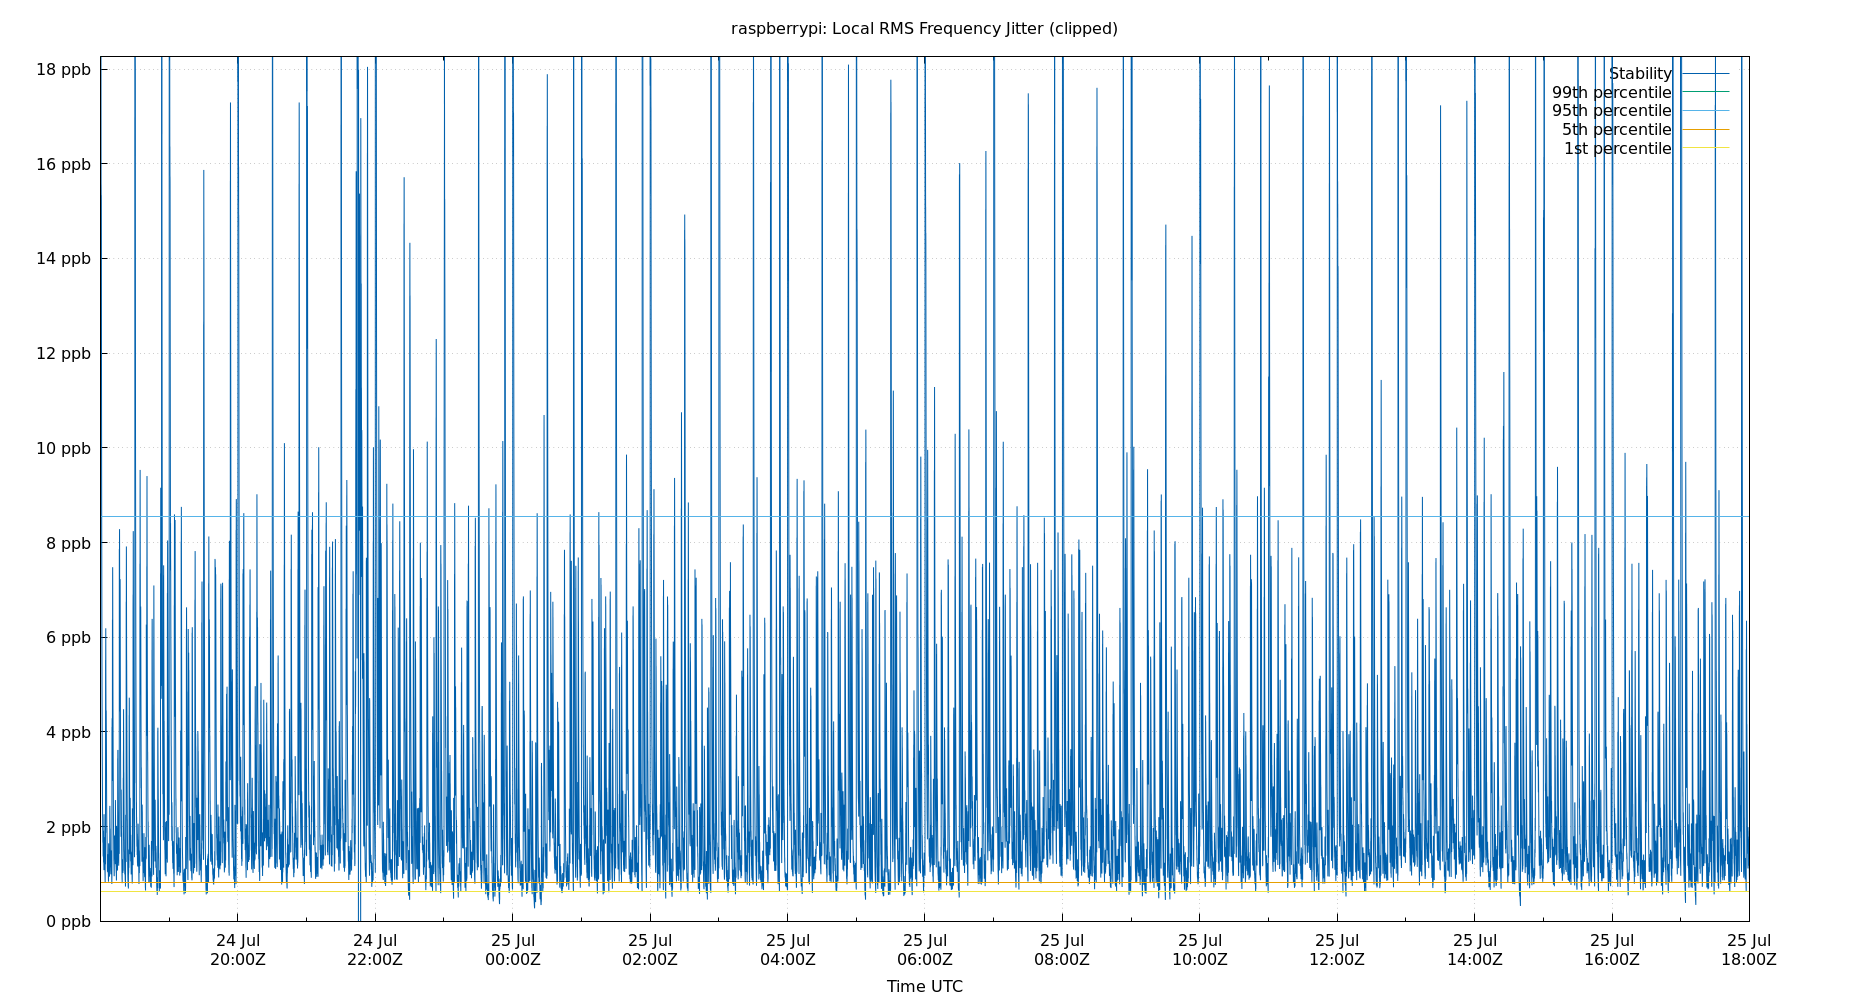 raspberrypi: Local RMS Frequency Jitter (clipped)
18 ppb
16 ppb
14 ppb
12 ppb
10 ppb
8 ppb
6 ppb
4 ppb
2 ppb
0 ppb
Stability
99th percentile
95th percentile
5th percentile
1st percentile
24 Jul 24 Jul 25 Jul 25 Jul 25 Jul 25 Jul 25 Jul 25 Jul 25 Jul 25 Jul 25 Jul 25 Jul
20:00Z 22:00Z 00:00Z 02:00Z 04:00Z 06:00Z 08:00Z 10:00Z 12:00Z 14:00Z 16:00Z 18:00Z
Time UTC